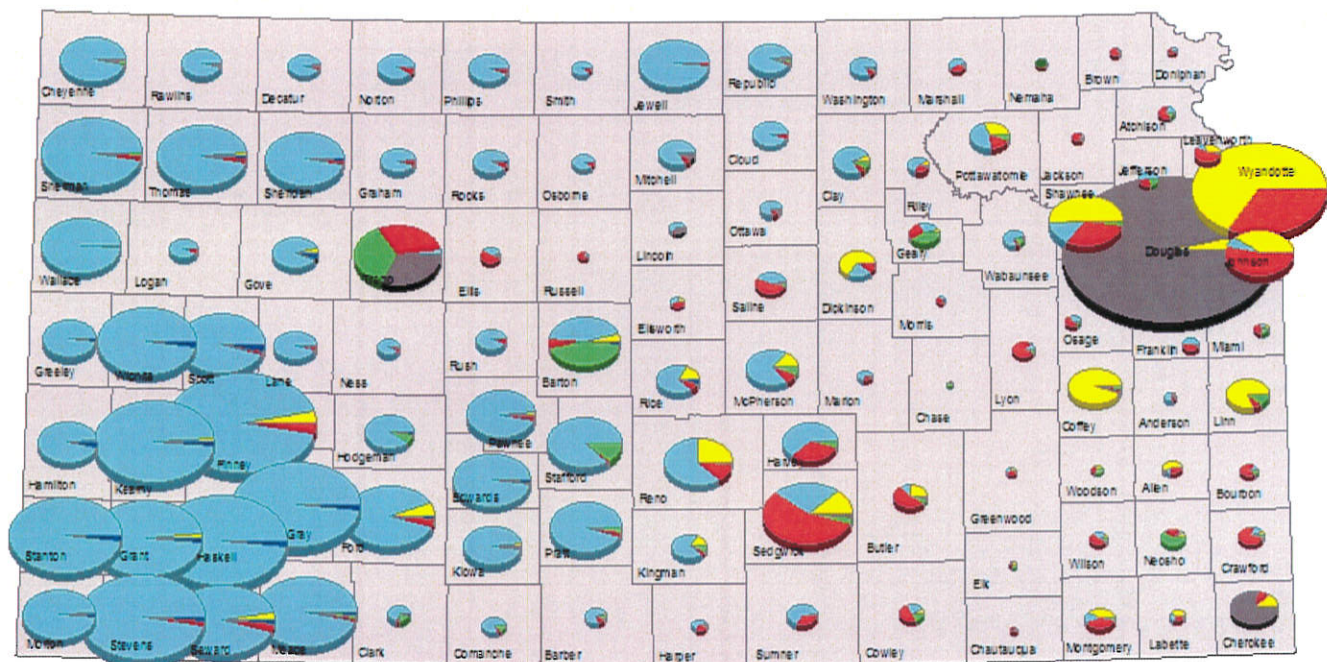 Cheyenne
Rawlins
Decatur
Norton
Phillips
Smith
Jewell
Republic
Washington
Marshall
Nemaha
Brown
Doniphan
Sherman
Thomas
Sheridan
Graham
Rooks
Osborne
Mitchell
Cloud
Clay
Riley
Pottawatomie
Jackson
Atchison
Jefferson
Leavenworth
Wyandotte
Shawnee
Wallace
Logan
Gove
Ellis
Russell
Lincoln
Ottawa
Geary
Wabaunsee
Douglas
Johnson
Saline
Dickinson
Morris
Ellsworth
Osage
Franklin
Miami
Greeley
Wichita
Scott
Lane
Ness
Rush
Barton
Rice
McPherson
Marion
Chase
Lyon
Coffey
Anderson
Linn
Hamilton
Kearny
Finney
Hodgeman
Pawnee
Stafford
Edwards
Reno
Harvey
Butler
Greenwood
Woodson
Allen
Bourbon
Stanton
Grant
Haskell
Gray
Ford
Kiowa
Pratt
Kingman
Sedgwick
Elk
Wilson
Neosho
Crawford
Morton
Stevens
Seward
Meade
Clark
Comanche
Barber
Harper
Sumner
Cowley
Chautauqua
Montgomery
Labette
Cherokee